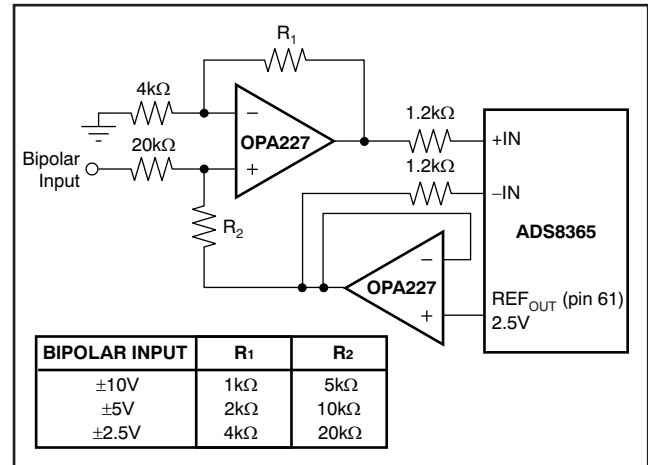 R1
4kΩ
−
OPA227
+
20kΩ
Bipolar
Input
R2
1.2kΩ
+IN
1.2kΩ
−IN
ADS8365
−
OPA227
+
REFOUT (pin 61)
2.5V
BIPOLAR INPUT R1 R2
±10V 1kΩ 5kΩ
±5V 2kΩ 10kΩ
±2.5V 4kΩ 20kΩ